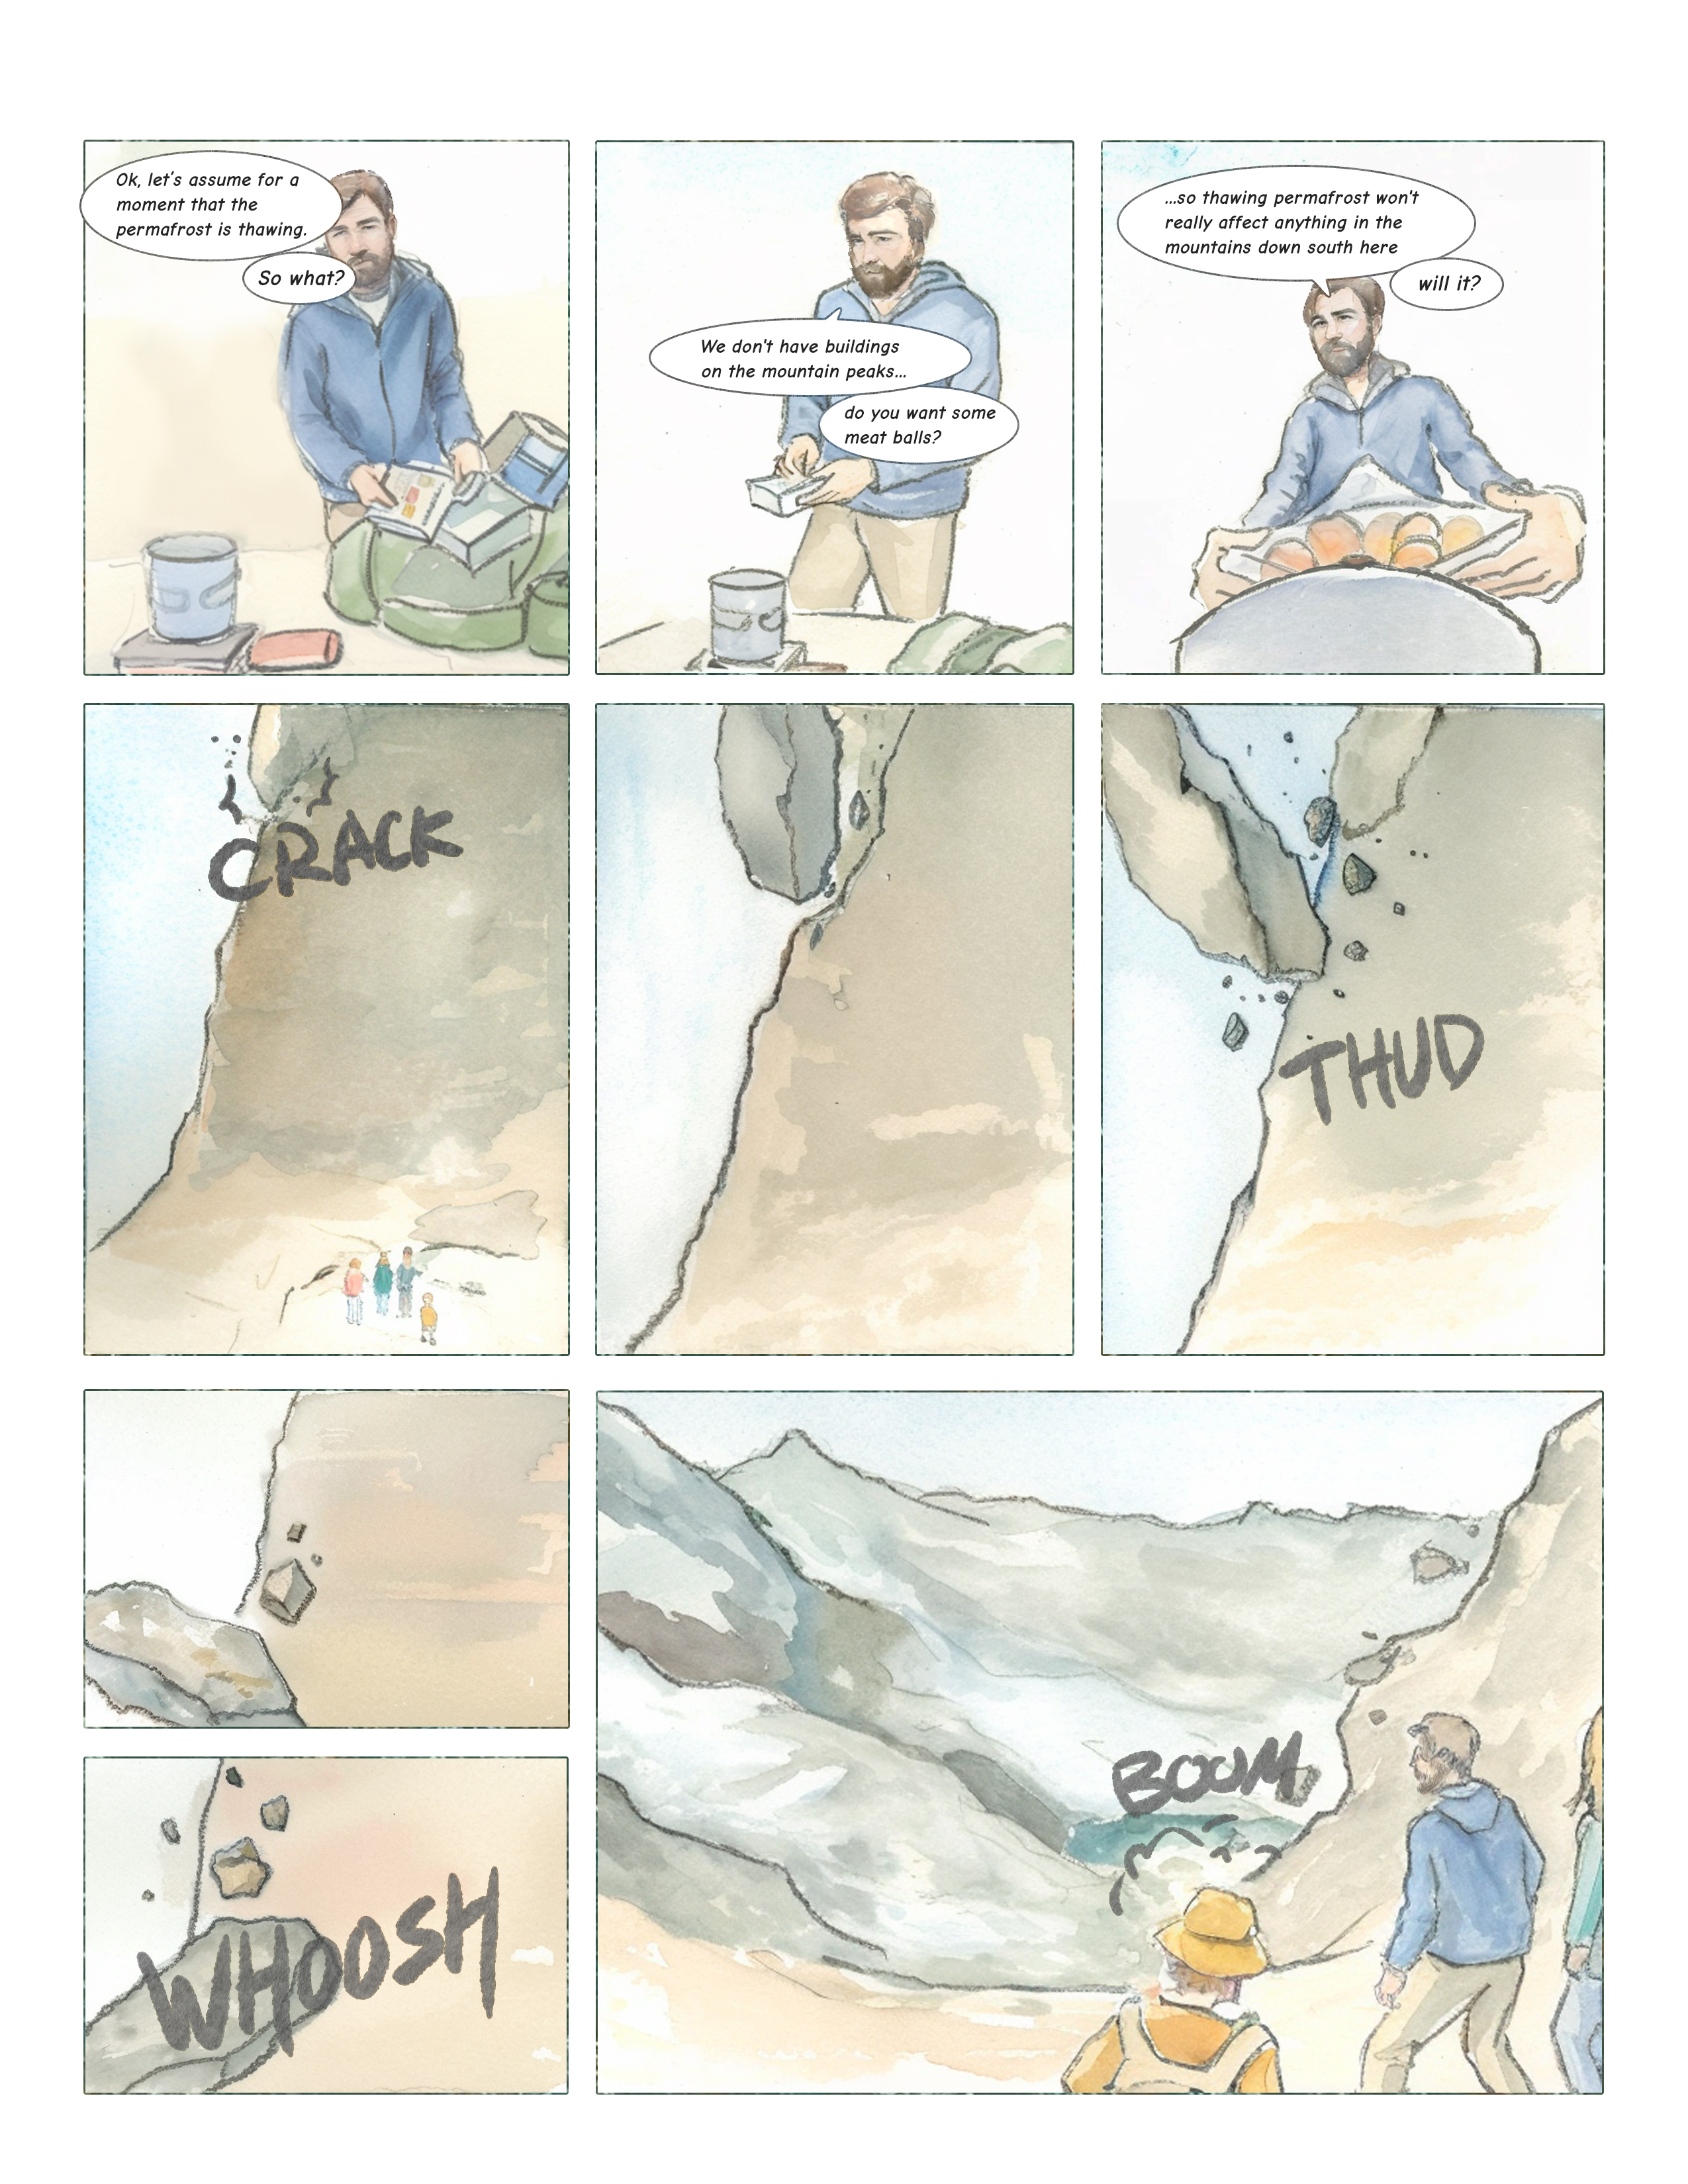 Ok, let's assume for a
moment that the
permafrost is thawing.
So what?
We don't have buildings
on the mountain peaks...
do you want some
meat balls?
...so thawing permafrost won't
really affect anything in the
mountains down south here
will it?
CRACK
THUD
WHOOSH
BOOM